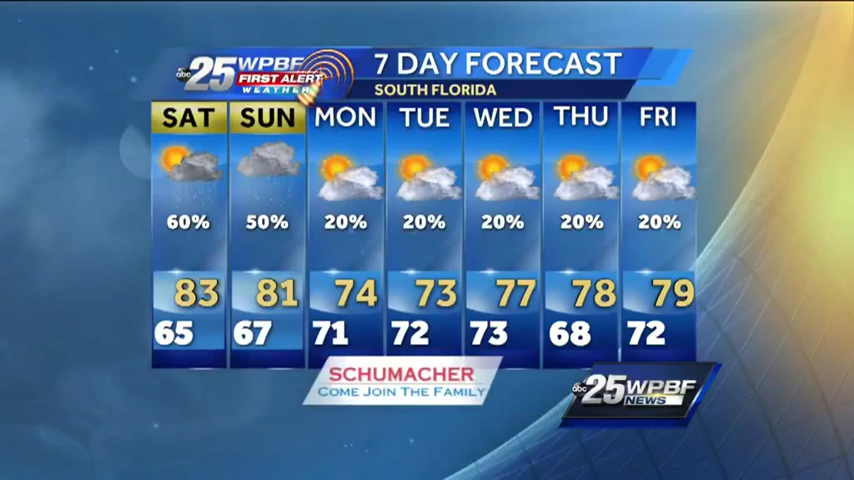 abc 25 WPBF
FIRST ALERT
WEATHER
7 DAY FORECAST
SOUTH FLORIDA
SAT SUN MON TUE WED THU FRI
60% 50% 20% 20% 20% 20% 20%
83 81 74 73 77 78 79
65 67 71 72 73 68 72
SCHUMACHER
COME JOIN THE FAMILY
abc 25 WPBF
NEWS